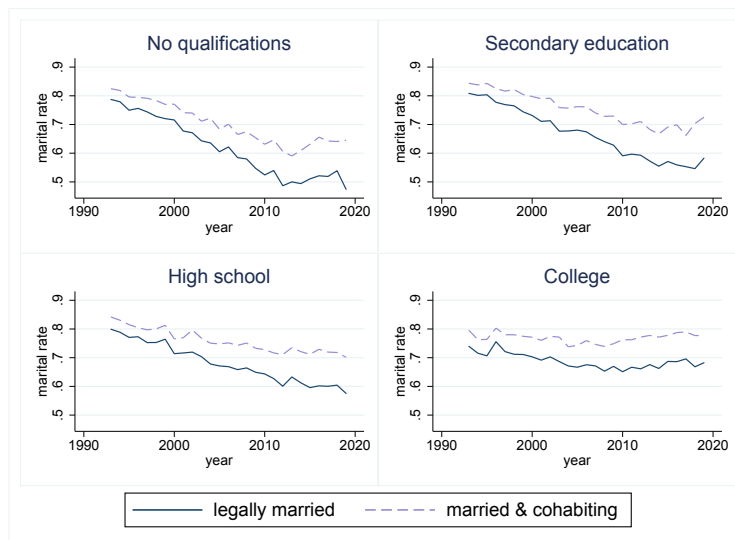 No qualifications
marital rate
.5 .6 .7 .8 .9
1990 2000 2010 2020
year
Secondary education
marital rate
.5 .6 .7 .8 .9
1990 2000 2010 2020
year
High school
marital rate
.5 .6 .7 .8 .9
1990 2000 2010 2020
year
College
marital rate
.5 .6 .7 .8 .9
1990 2000 2010 2020
year
legally married married & cohabiting